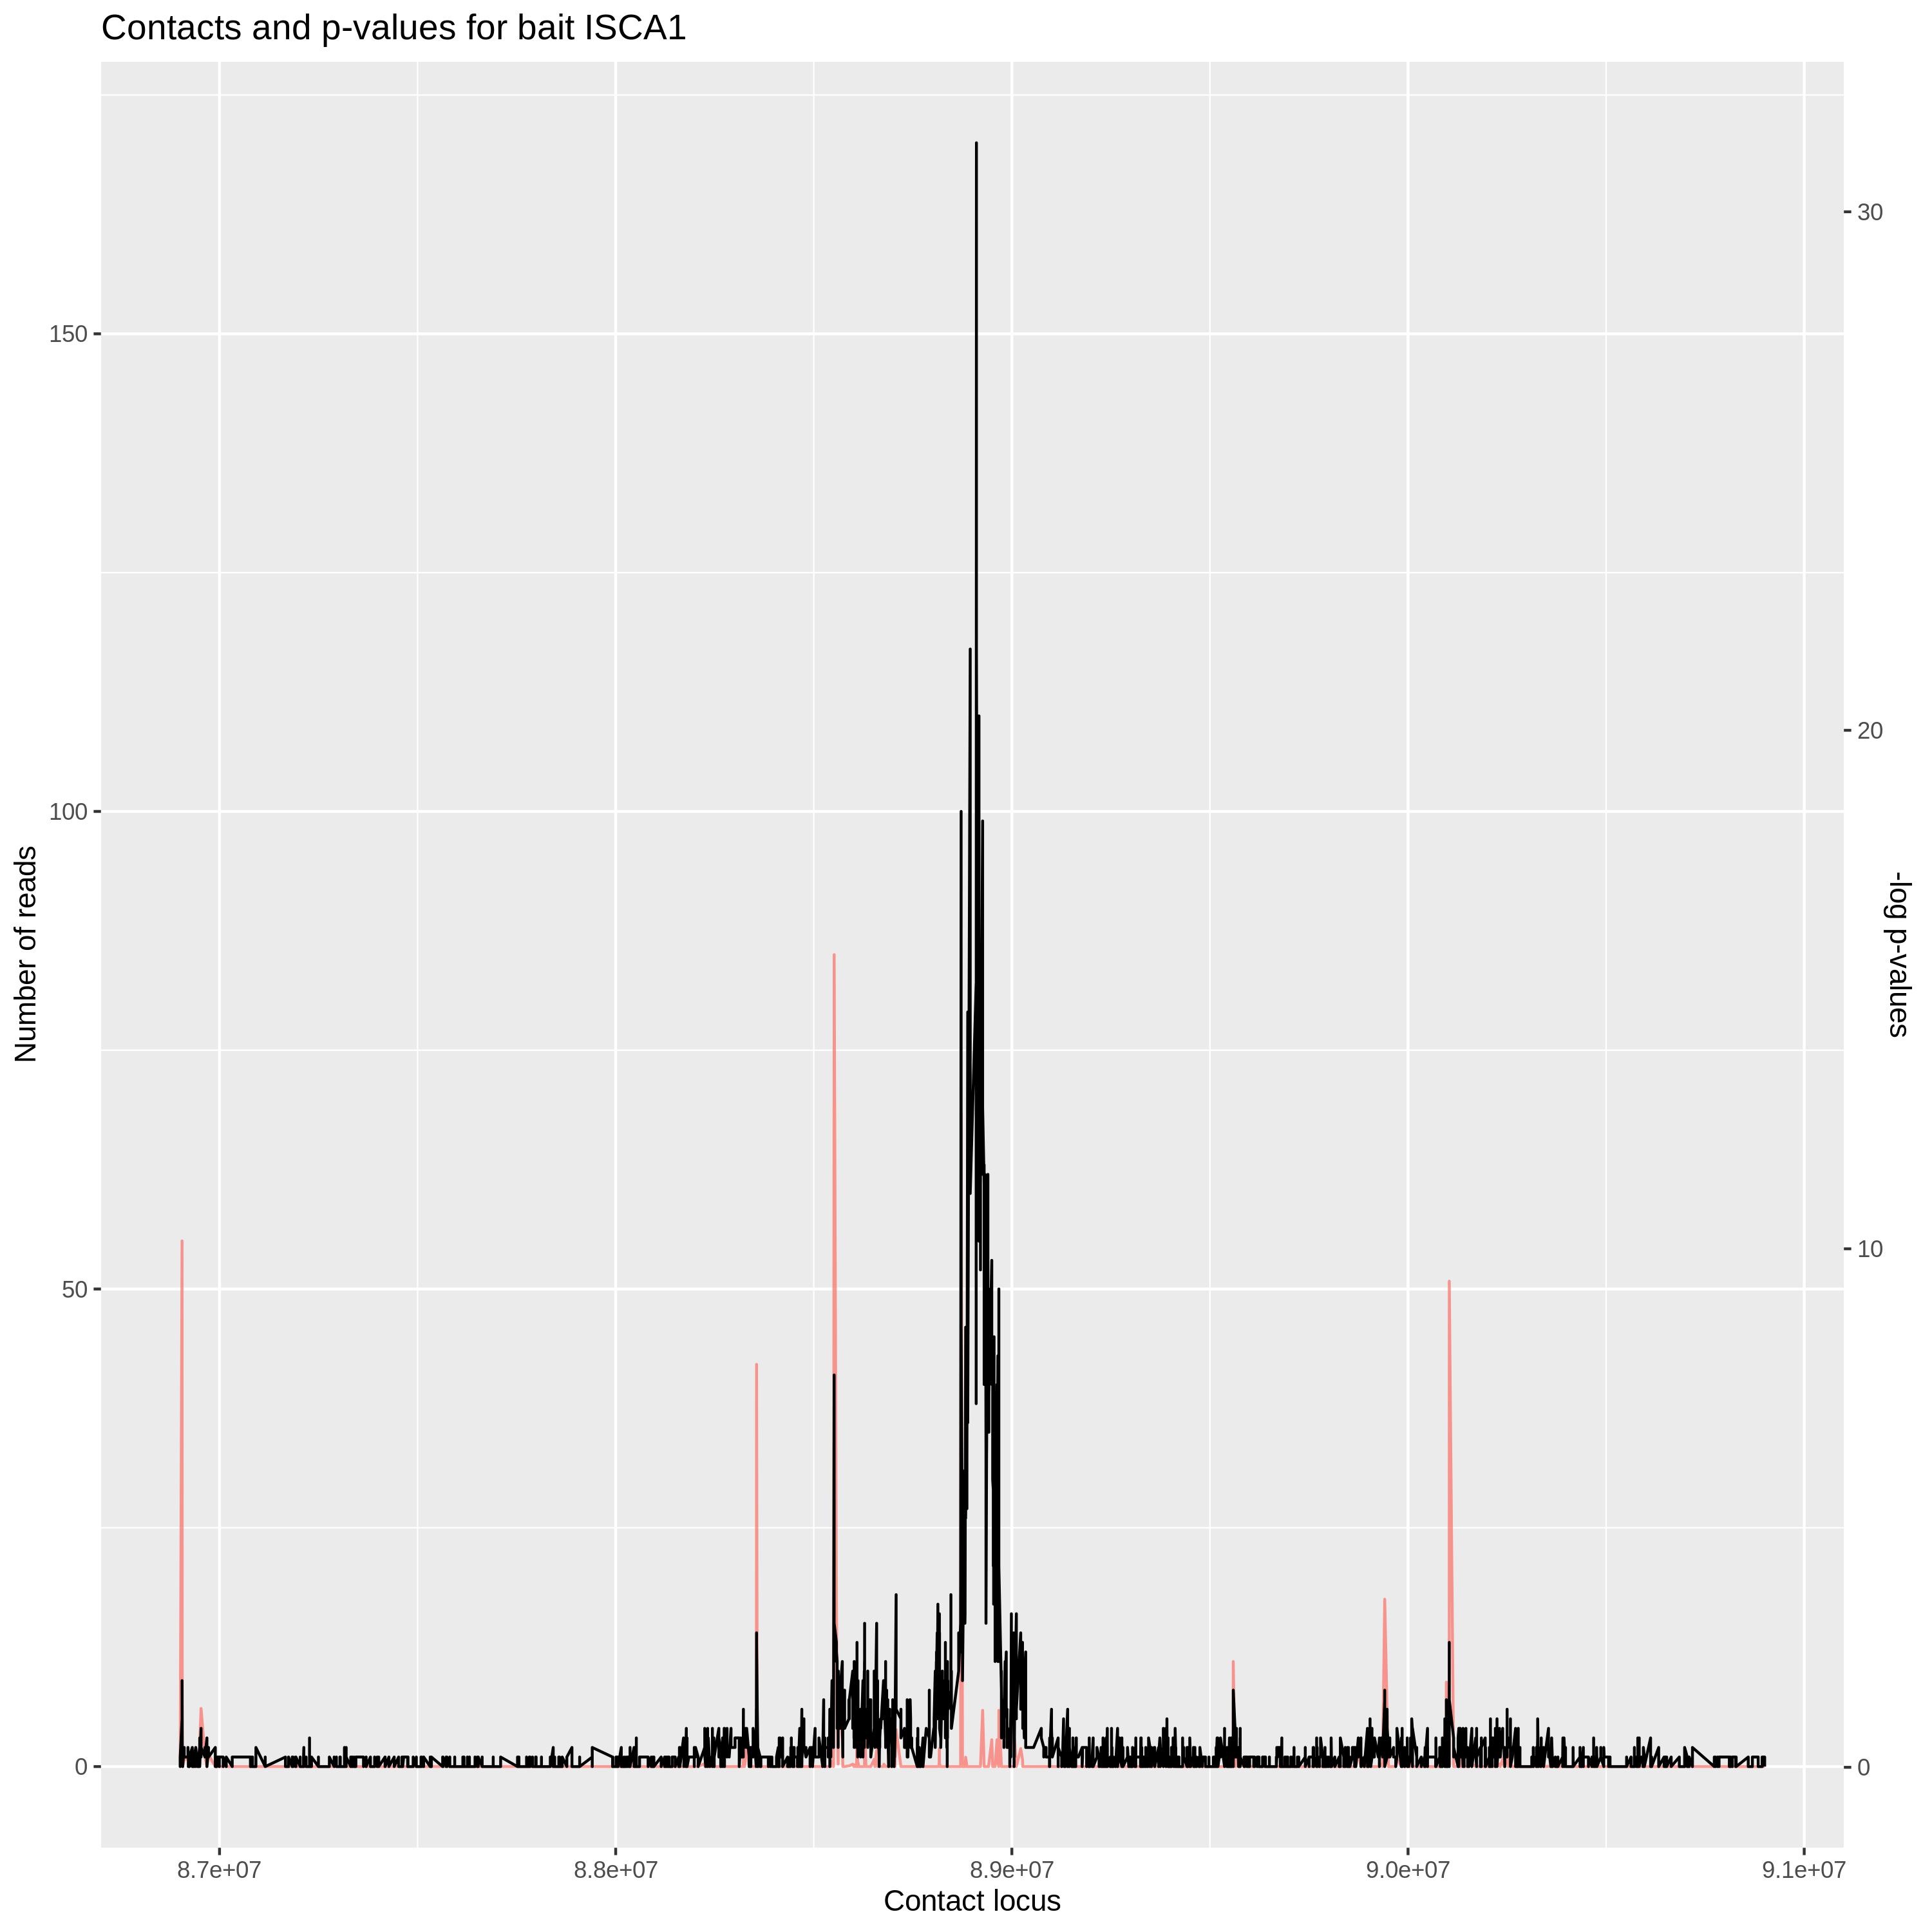 Contacts and p-values for bait ISCA1
Number of reads
150
100
50
0
30
20
10
0
-log p-values
8.7e+07 8.8e+07 8.9e+07 9.0e+07 9.1e+07
Contact locus